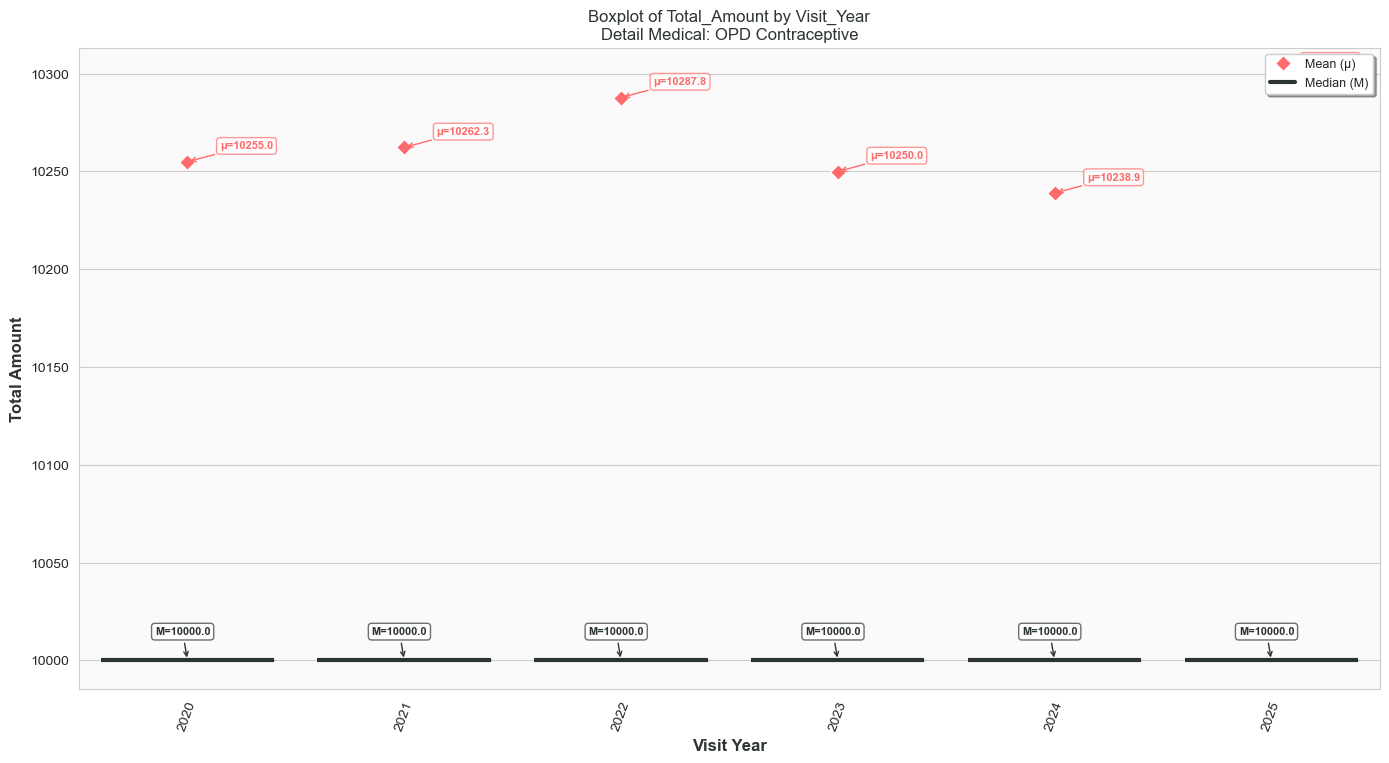 Boxplot of Total_Amount by Visit_Year
Detail Medical: OPD Contraceptive
Mean (μ)
Median (M)
10300
10250
10200
10150
10100
10050
10000
Total Amount
μ=10255.0
μ=10262.3
μ=10287.8
μ=10250.0
μ=10238.9
M=10000.0
M=10000.0
M=10000.0
M=10000.0
M=10000.0
M=10000.0
2020
2021
2022
2023
2024
2025
Visit Year